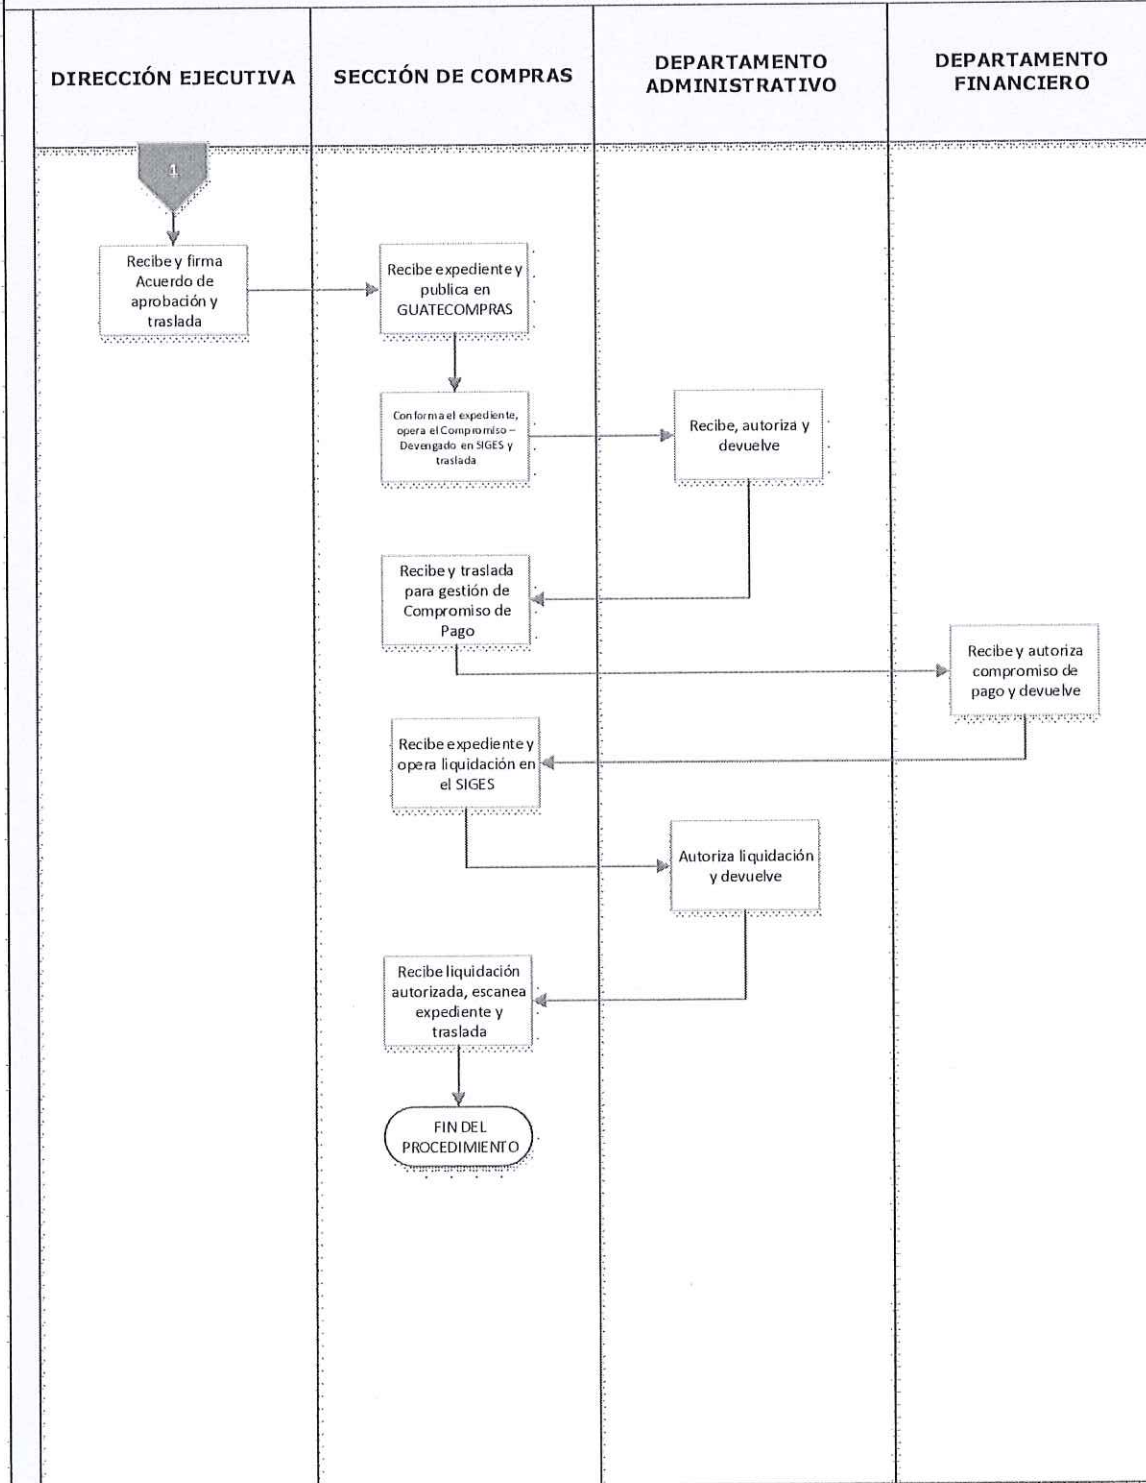 DIRECCIÓN EJECUTIVA
SECCIÓN DE COMPRAS
DEPARTAMENTO
ADMINISTRATIVO
DEPARTAMENTO
FINANCIERO
1
Recibe y firma
Acuerdo de
aprobación y
traslada
Recibe expediente y
publica en
GUATECOMPRAS
Conforma el expediente,
opera el Compromiso –
Devengado en SIGES y
traslada
Recibe, autoriza y
devuelve
Recibe y traslada
para gestión de
Compromiso de
Pago
Recibe y autoriza
compromiso de
pago y devuelve
Recibe expediente y
opera liquidación en
el SIGES
Autoriza liquidación
y devuelve
Recibe liquidación
autorizada, escanea
expediente y
traslada
FIN DEL
PROCEDIMIENTO